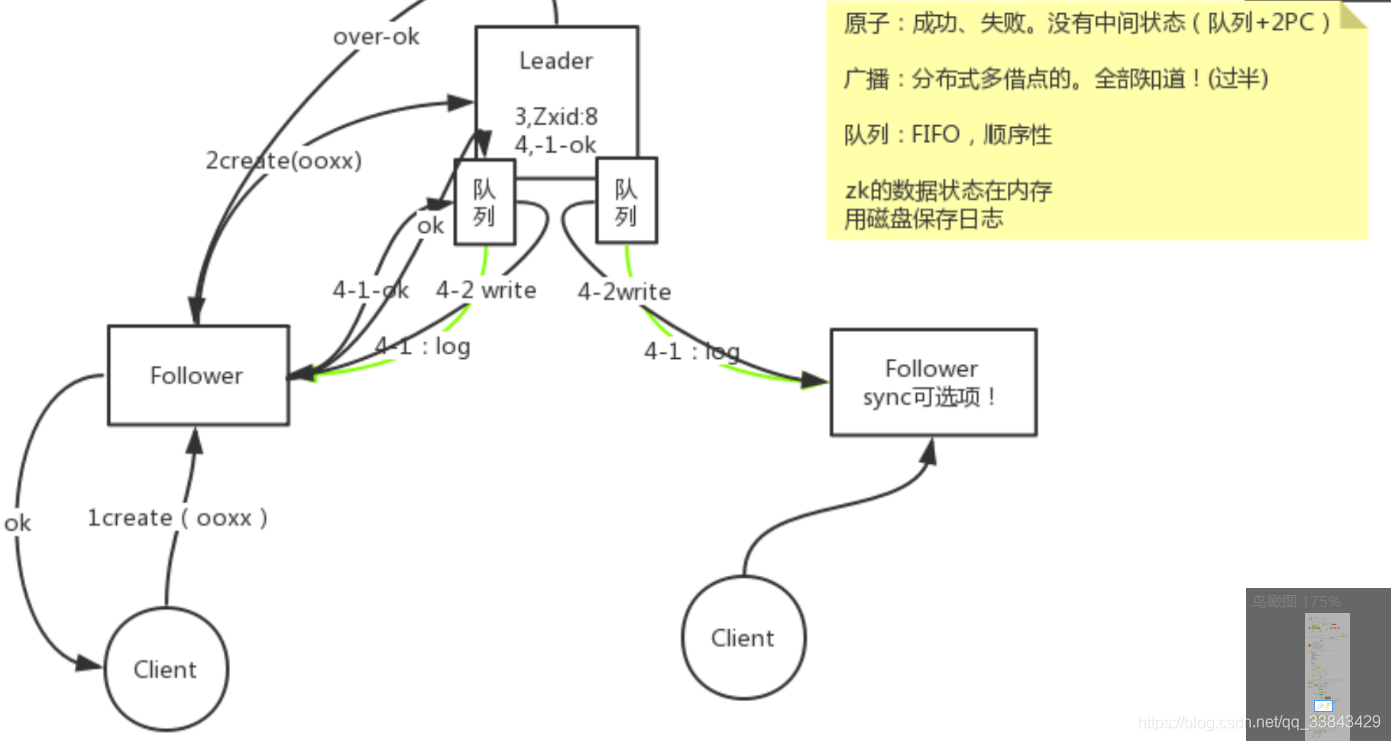 over-ok
Leader
3,Zxid:8
4,-1-ok
2create(ooxx)
队
列
队
列
ok
4-1-ok
4-2 write
4-2write
4-1：log
4-1：log
Follower
Follower
sync可选项！
ok
1create（ooxx）
Client
Client
原子：成功、失败。没有中间状态（队列+2PC）
广播：分布式多借点的。全部知道！(过半)
队列：FIFO，顺序性
zk的数据状态在内存
用磁盘保存日志
鸟瞰图 175%
https://blog.csdn.net/qq_33843429